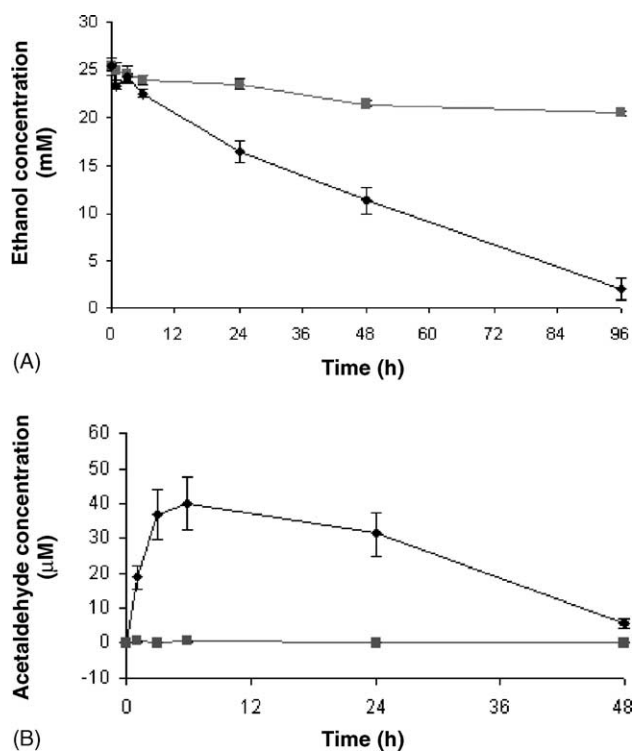 Ethanol concentration
(mM)
30
25
20
15
10
5
0
0 12 24 36 48 60 72 84 96
Time (h)
(A)
Acetaldehyde concentration
(μM)
60
50
40
30
20
10
0
-10
0 12 24 36 48
Time (h)
(B)